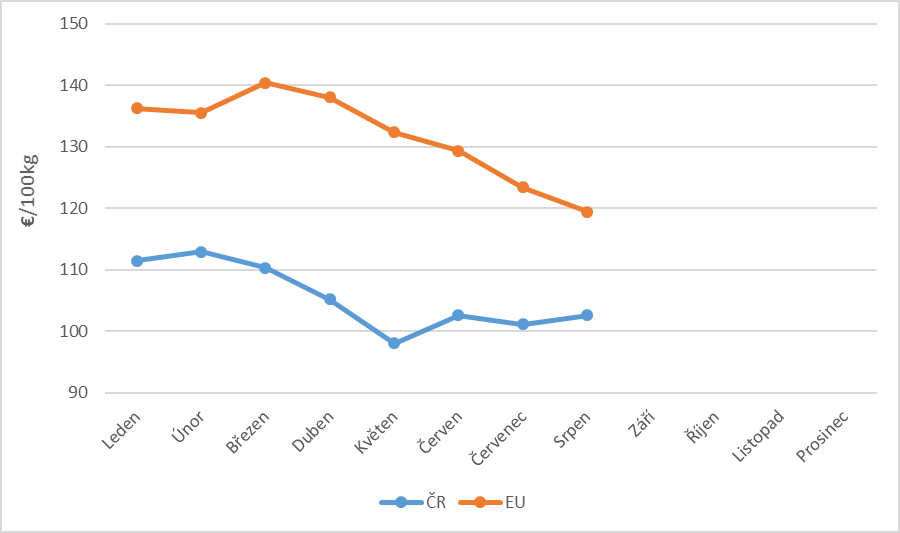 150
140
130
120
110
100
90
€/100kg
Leden
Únor
Březen
Duben
Květen
Červen
Červenec
Srpen
Září
Říjen
Listopad
Prosinec
ČR
EU